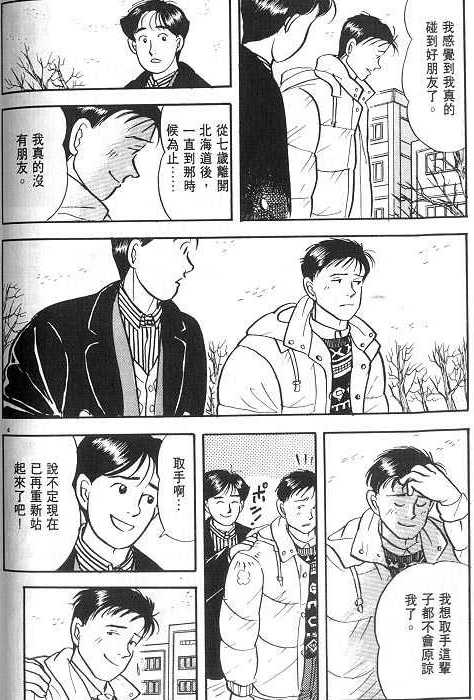 我感覺到我真的
碰到好朋友了。
從七歲離開
北海道後，
一直到那時
候為止……
我真的沒
有朋友。
取手啊…
說不定現在
已再重新站
起來了吧！
我想取手這輩
子都不會原諒
我了。